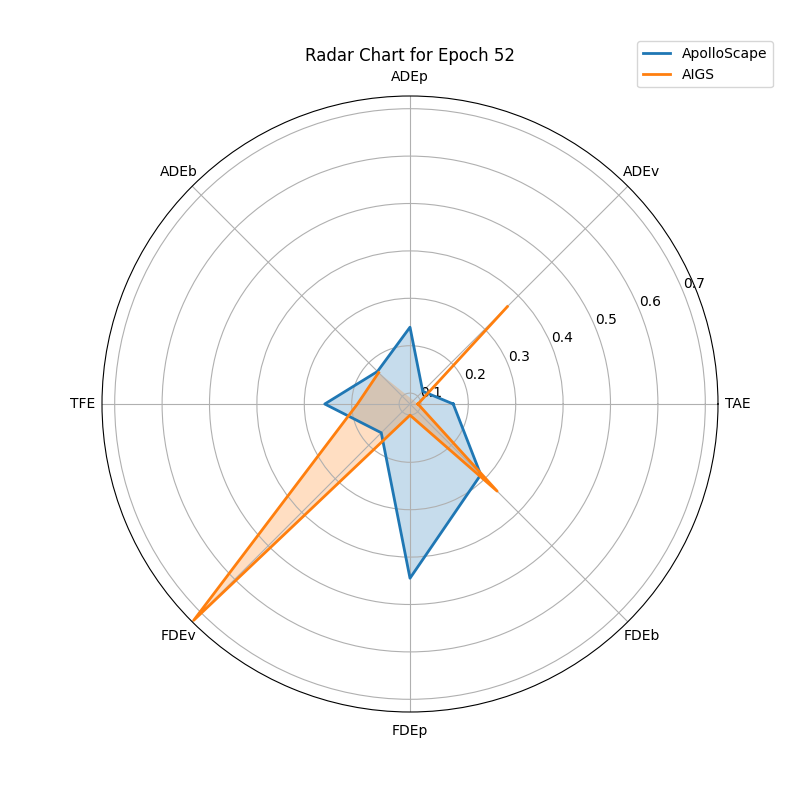 Radar Chart for Epoch 52
ApolloScape
AIGS
ADEp
ADEb
ADEv
0.7
0.6
0.5
0.4
0.3
0.2
0.1
TFE
TAE
FDEv
FDEb
FDEp